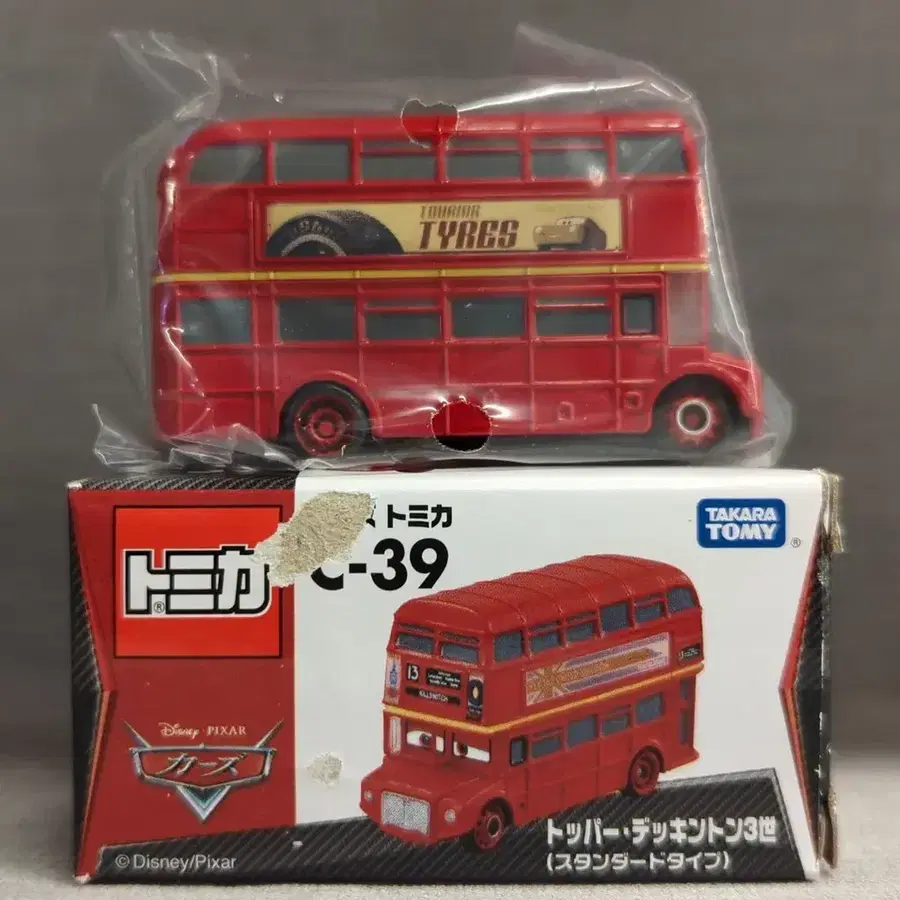 TOURIOR
TYRES
トミカ
C-39
TAKARA
TOMY
®
トミカ
®
13
Disney PIXAR
カーズ
トッパー・デッキントン3世
(スタンダードタイプ)
©Disney/Pixar